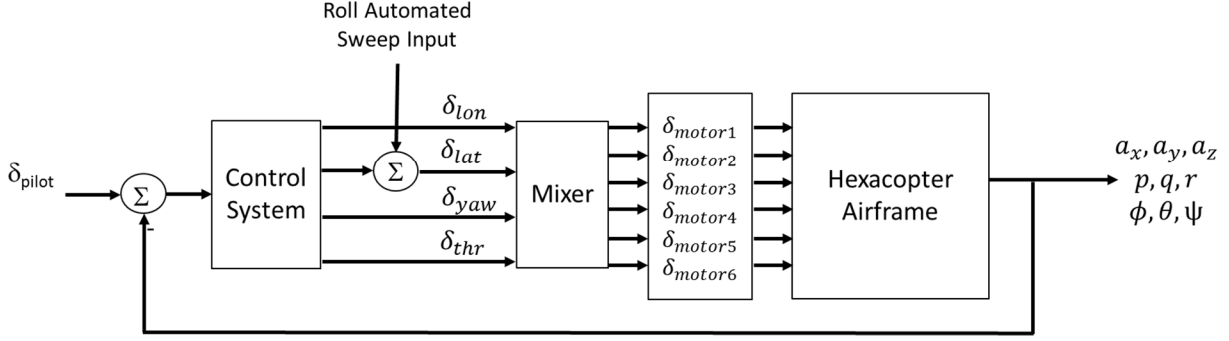 Roll Automated
Sweep Input
δpilot
Σ
-
Control
System
δlon
Σ
δlat
δyaw
δthr
Mixer
δmotor1
δmotor2
δmotor3
δmotor4
δmotor5
δmotor6
Hexacopter
Airframe
ax, ay, az
p, q, r
ϕ, θ, ψ